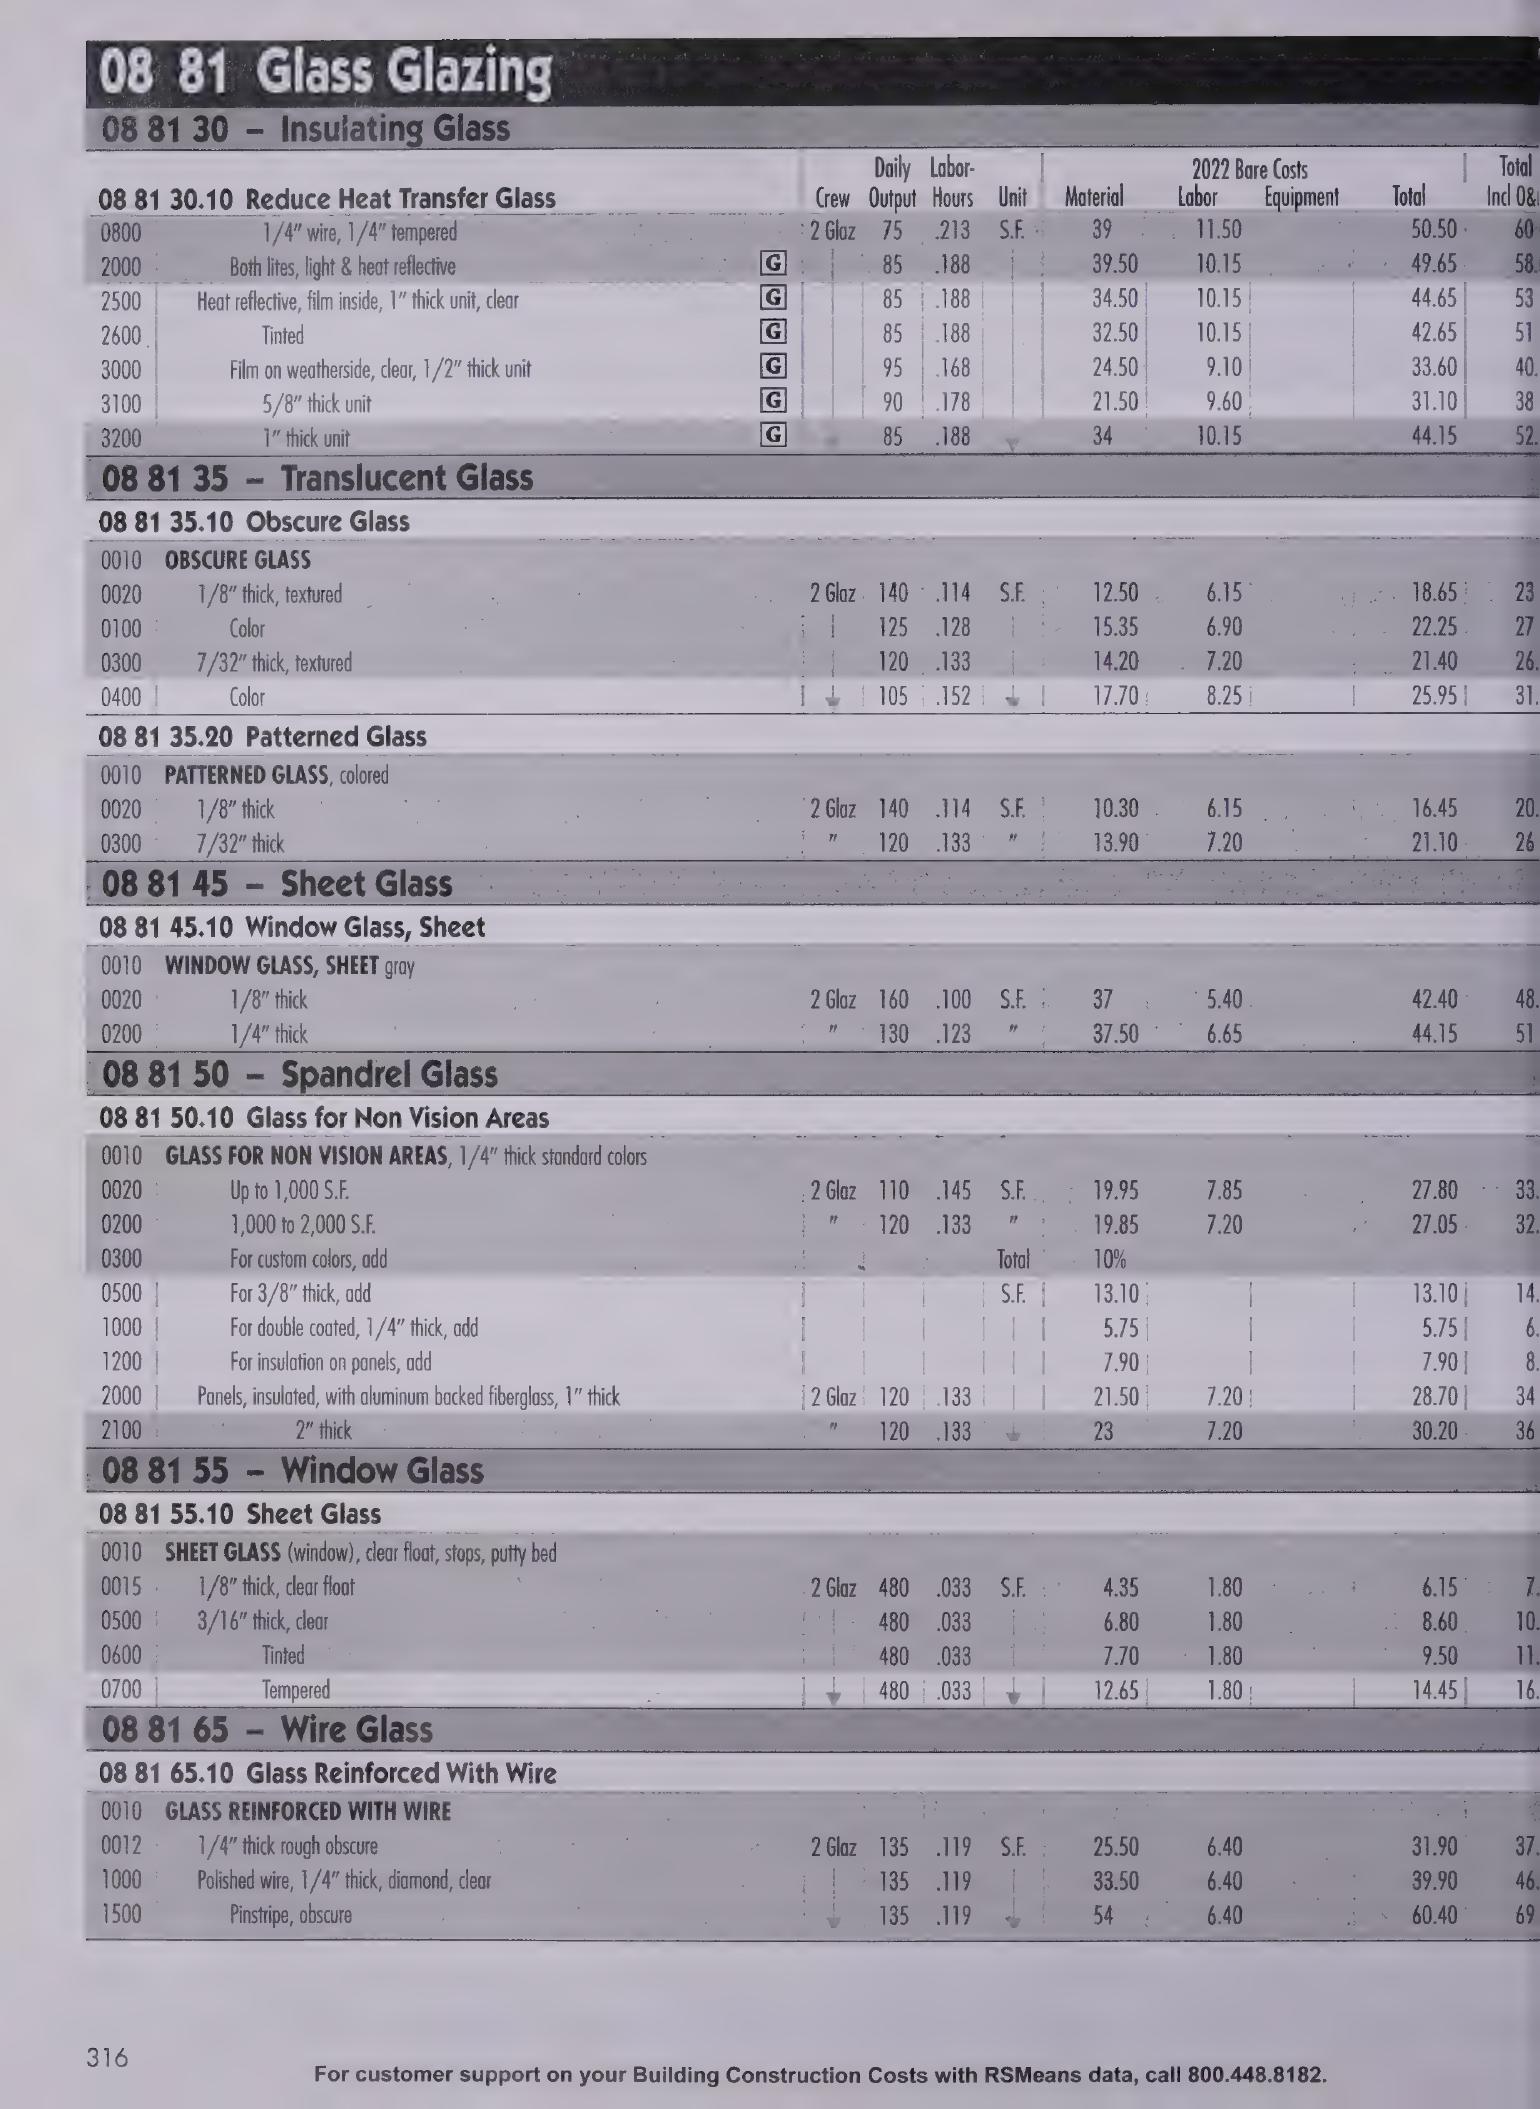 08 81 Glass Glazing
08 81 30 – Insulating Glass
Daily Labor- 2022 Bare Costs Total
08 81 30.10 Reduce Heat Transfer Glass Crew Output Hours Unit Material Labor Equipment Total Incl O&
0800 1/4" wire, 1/4" tempered 2 Glaz 75 .213 S.F. 39 11.50 50.50 60
2000 Both lites, light & heat reflective G 85 .188 39.50 10.15 49.65 58.
2500 Heat reflective, film inside, 1" thick unit, clear G 85 .188 34.50 10.15 44.65 53
2600 Tinted G 85 .188 32.50 10.15 42.65 51
3000 Film on weatherside, clear, 1/2" thick unit G 95 .168 24.50 9.10 33.60 40.
3100 5/8" thick unit G 90 .178 21.50 9.60 31.10 38
3200 1" thick unit G 85 .188 34 10.15 44.15 52.
08 81 35 – Translucent Glass
08 81 35.10 Obscure Glass
0010 OBSCURE GLASS
0020 1/8" thick, textured 2 Glaz 140 .114 S.F. 12.50 6.15 18.65 23
0100 Color 125 .128 15.35 6.90 22.25 27
0300 7/32" thick, textured 120 .133 14.20 7.20 21.40 26.
0400 Color 105 .152 17.70 8.25 25.95 31.
08 81 35.20 Patterned Glass
0010 PATTERNED GLASS, colored
0020 1/8" thick 2 Glaz 140 .114 S.F. 10.30 6.15 16.45 20.
0300 7/32" thick " 120 .133 " 13.90 7.20 21.10 26
08 81 45 – Sheet Glass
08 81 45.10 Window Glass, Sheet
0010 WINDOW GLASS, SHEET gray
0020 1/8" thick 2 Glaz 160 .100 S.F. 37 5.40 42.40 48.
0200 1/4" thick " 130 .123 " 37.50 6.65 44.15 51
08 81 50 – Spandrel Glass
08 81 50.10 Glass for Non Vision Areas
0010 GLASS FOR NON VISION AREAS, 1/4" thick standard colors
0020 Up to 1,000 S.F. 2 Glaz 110 .145 S.F. 19.95 7.85 27.80 33.
0200 1,000 to 2,000 S.F. " 120 .133 " 19.85 7.20 27.05 32.
0300 For custom colors, add Total 10%
0500 For 3/8" thick, add S.F. 13.10 13.10 14.
1000 For double coated, 1/4" thick, add 5.75 5.75 6.
1200 For insulation on panels, add 7.90 7.90 8.
2000 Panels, insulated, with aluminum backed fiberglass, 1" thick 2 Glaz 120 .133 21.50 7.20 28.70 34
2100 2" thick " 120 .133 23 7.20 30.20 36
08 81 55 – Window Glass
08 81 55.10 Sheet Glass
0010 SHEET GLASS (window), clear float, stops, putty bed
0015 1/8" thick, clear float 2 Glaz 480 .033 S.F. 4.35 1.80 6.15 7.
0500 3/16" thick, clear 480 .033 6.80 1.80 8.60 10.
0600 Tinted 480 .033 7.70 1.80 9.50 11.
0700 Tempered 480 .033 12.65 1.80 14.45 16.
08 81 65 – Wire Glass
08 81 65.10 Glass Reinforced With Wire
0010 GLASS REINFORCED WITH WIRE
0012 1/4" thick rough obscure 2 Glaz 135 .119 S.F. 25.50 6.40 31.90 37.
1000 Polished wire, 1/4" thick, diamond, clear 135 .119 33.50 6.40 39.90 46.
1500 Pinstripe, obscure 135 .119 54 6.40 60.40 69
316
For customer support on your Building Construction Costs with RSMeans data, call 800.448.8182.